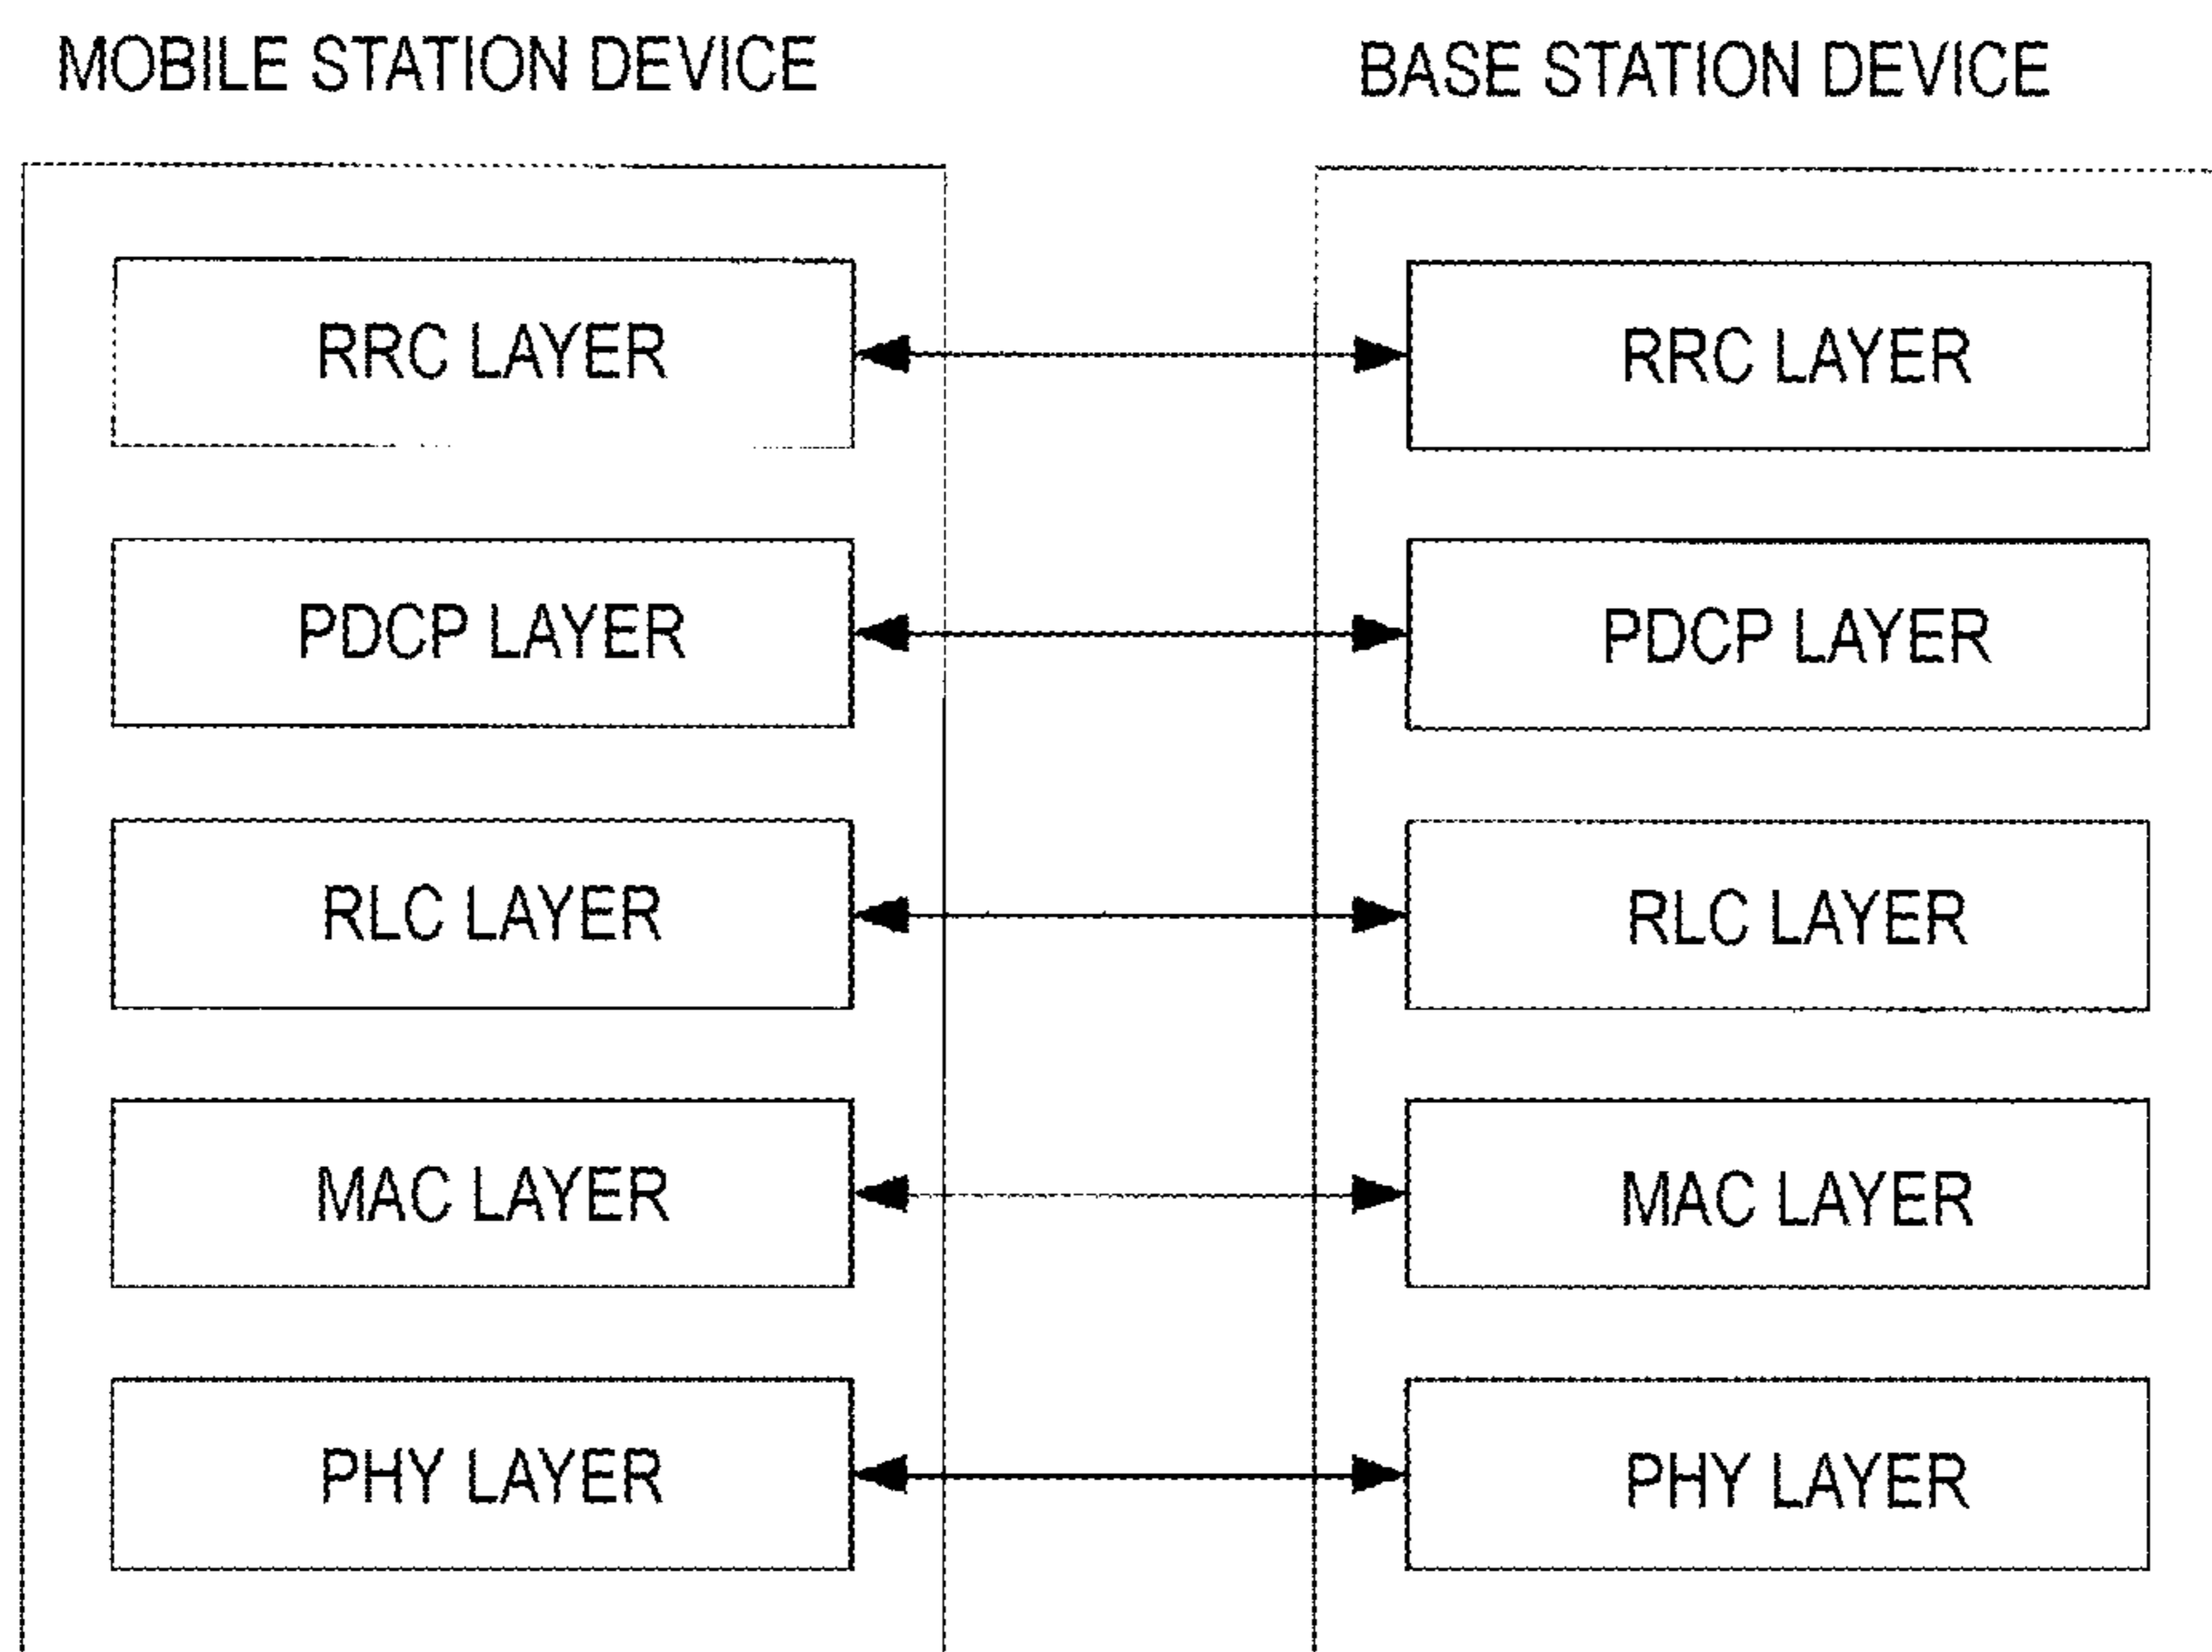 MOBILE STATION DEVICE
BASE STATION DEVICE
RRC LAYER
RRC LAYER
PDCP LAYER
PDCP LAYER
RLC LAYER
RLC LAYER
MAC LAYER
MAC LAYER
PHY LAYER
PHY LAYER